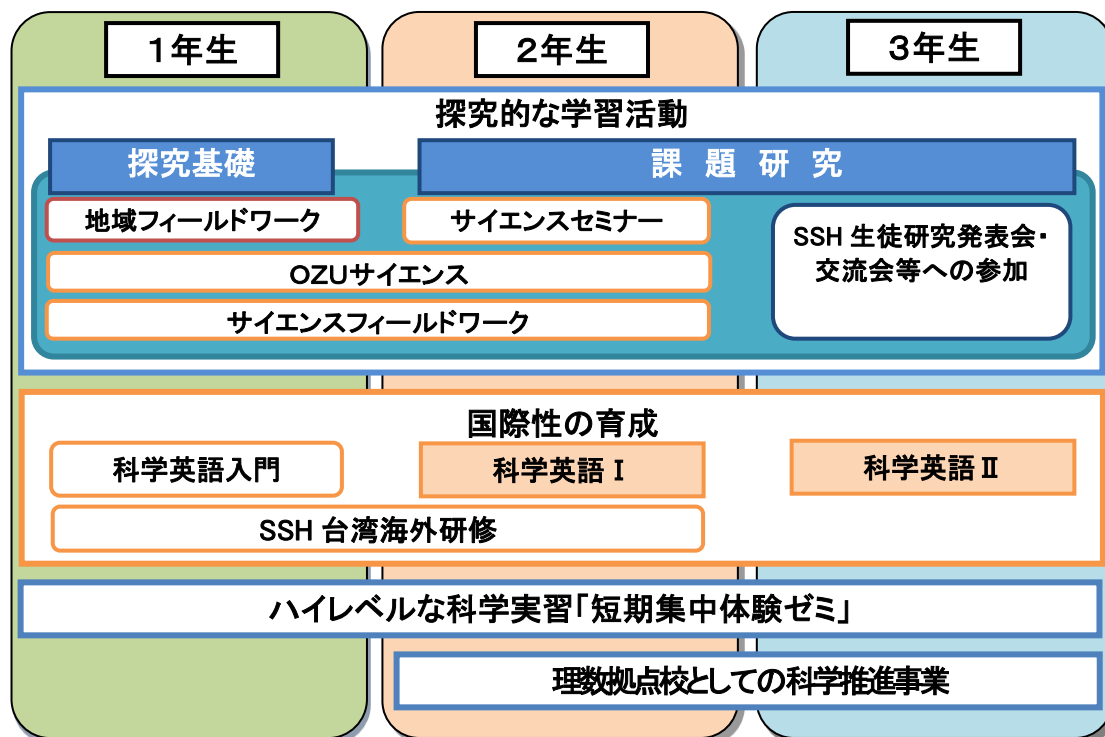 1年生
2年生
3年生
探究的な学習活動
探究基礎
課題研究
地域フィールドワーク
サイエンスセミナー
SSH 生徒研究発表会・
交流会等への参加
OZUサイエンス
サイエンスフィールドワーク
国際性の育成
科学英語入門
科学英語Ⅰ
科学英語Ⅱ
SSH 台湾海外研修
ハイレベルな科学実習「短期集中体験ゼミ」
理数拠点校としての科学推進事業